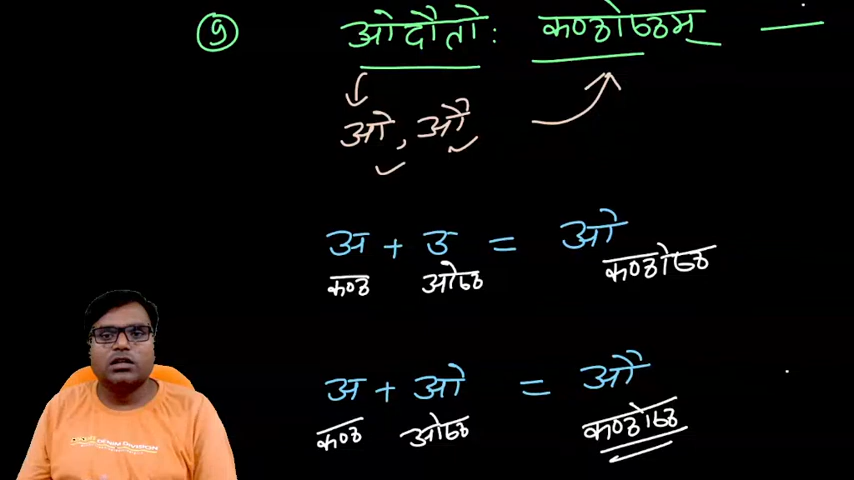 ७ ओदौतो: कण्ठोष्ठम्
ओ, औ
अ + उ = ओ
कण्ठ ओष्ठ कण्ठोष्ठ
अ + ओ = औ
कण्ठ ओष्ठ कण्ठोष्ठ